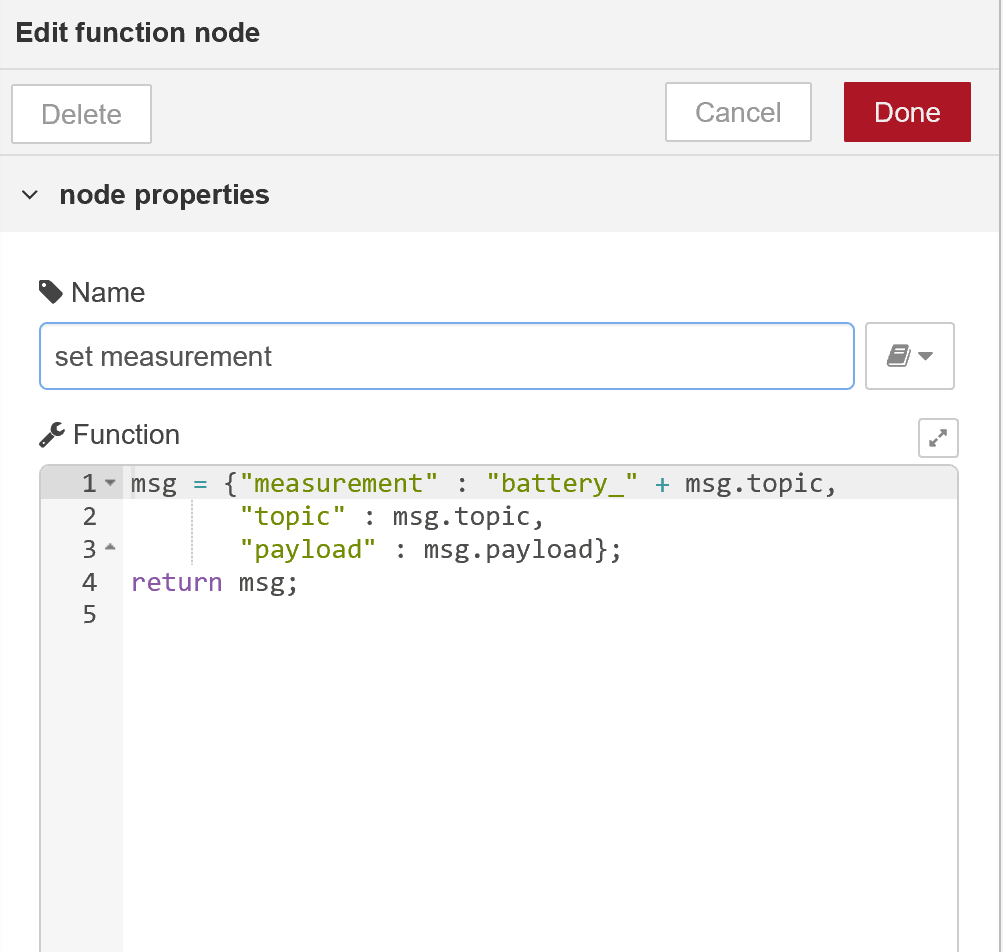 Edit function node
Delete Cancel Done
node properties
Name
set measurement
Function
1 msg = {"measurement" : "battery_" + msg.topic,
2 "topic" : msg.topic,
3 "payload" : msg.payload};
4 return msg;
5